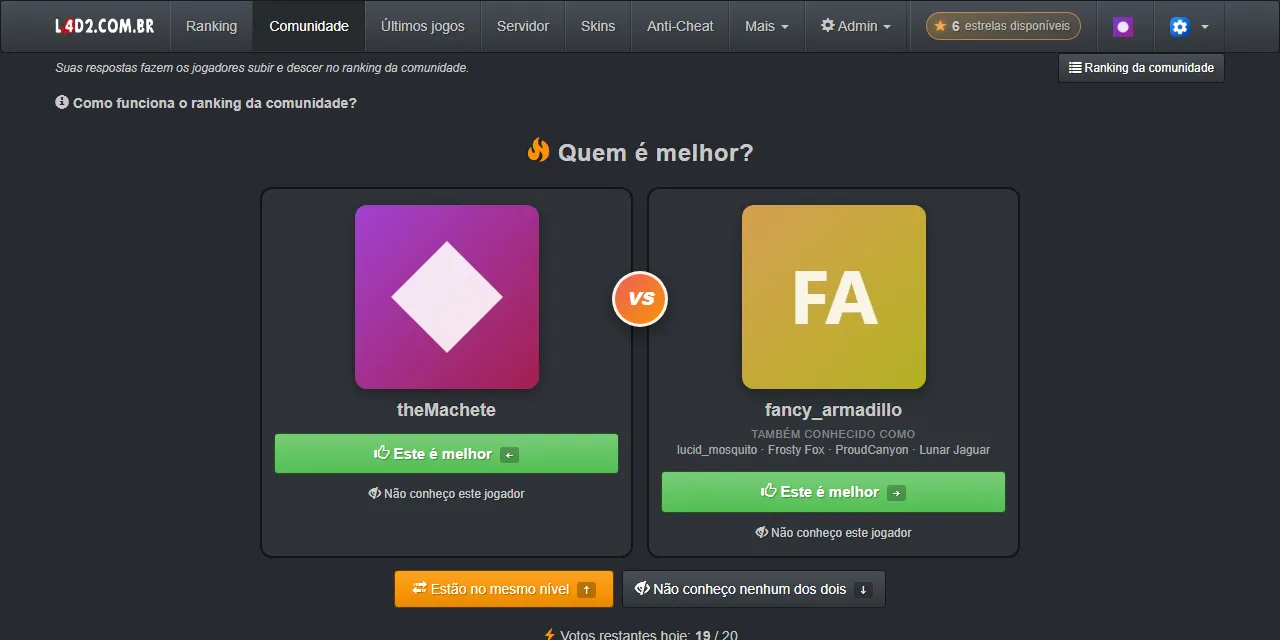 L4D2.COM.BR Ranking Comunidade Últimos jogos Servidor Skins Anti-Cheat Mais Admin 6 estrelas disponíveis
Suas respostas fazem os jogadores subir e descer no ranking da comunidade. Ranking da comunidade
Como funciona o ranking da comunidade?
Quem é melhor?
VS
FA
theMachete
Este é melhor ←
Não conheço este jogador
fancy_armadillo
TAMBÉM CONHECIDO COMO
lucid_mosquito · Frosty Fox · ProudCanyon · Lunar Jaguar
Este é melhor →
Não conheço este jogador
Estão no mesmo nível ↑ Não conheço nenhum dos dois ↓
Votos restantes hoje: 19 / 20